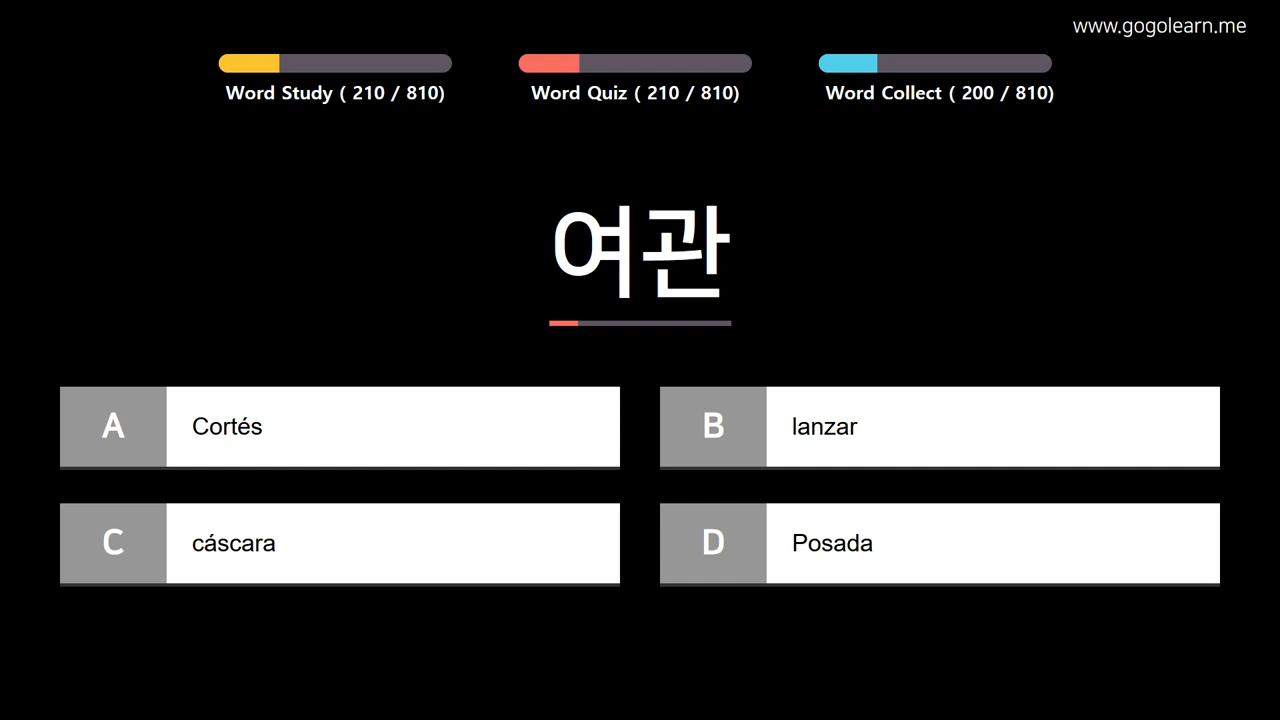 www.gogolearn.me
Word Study ( 210 / 810)
Word Quiz ( 210 / 810)
Word Collect ( 200 / 810)
여관
A Cortés
B lanzar
C cáscara
D Posada